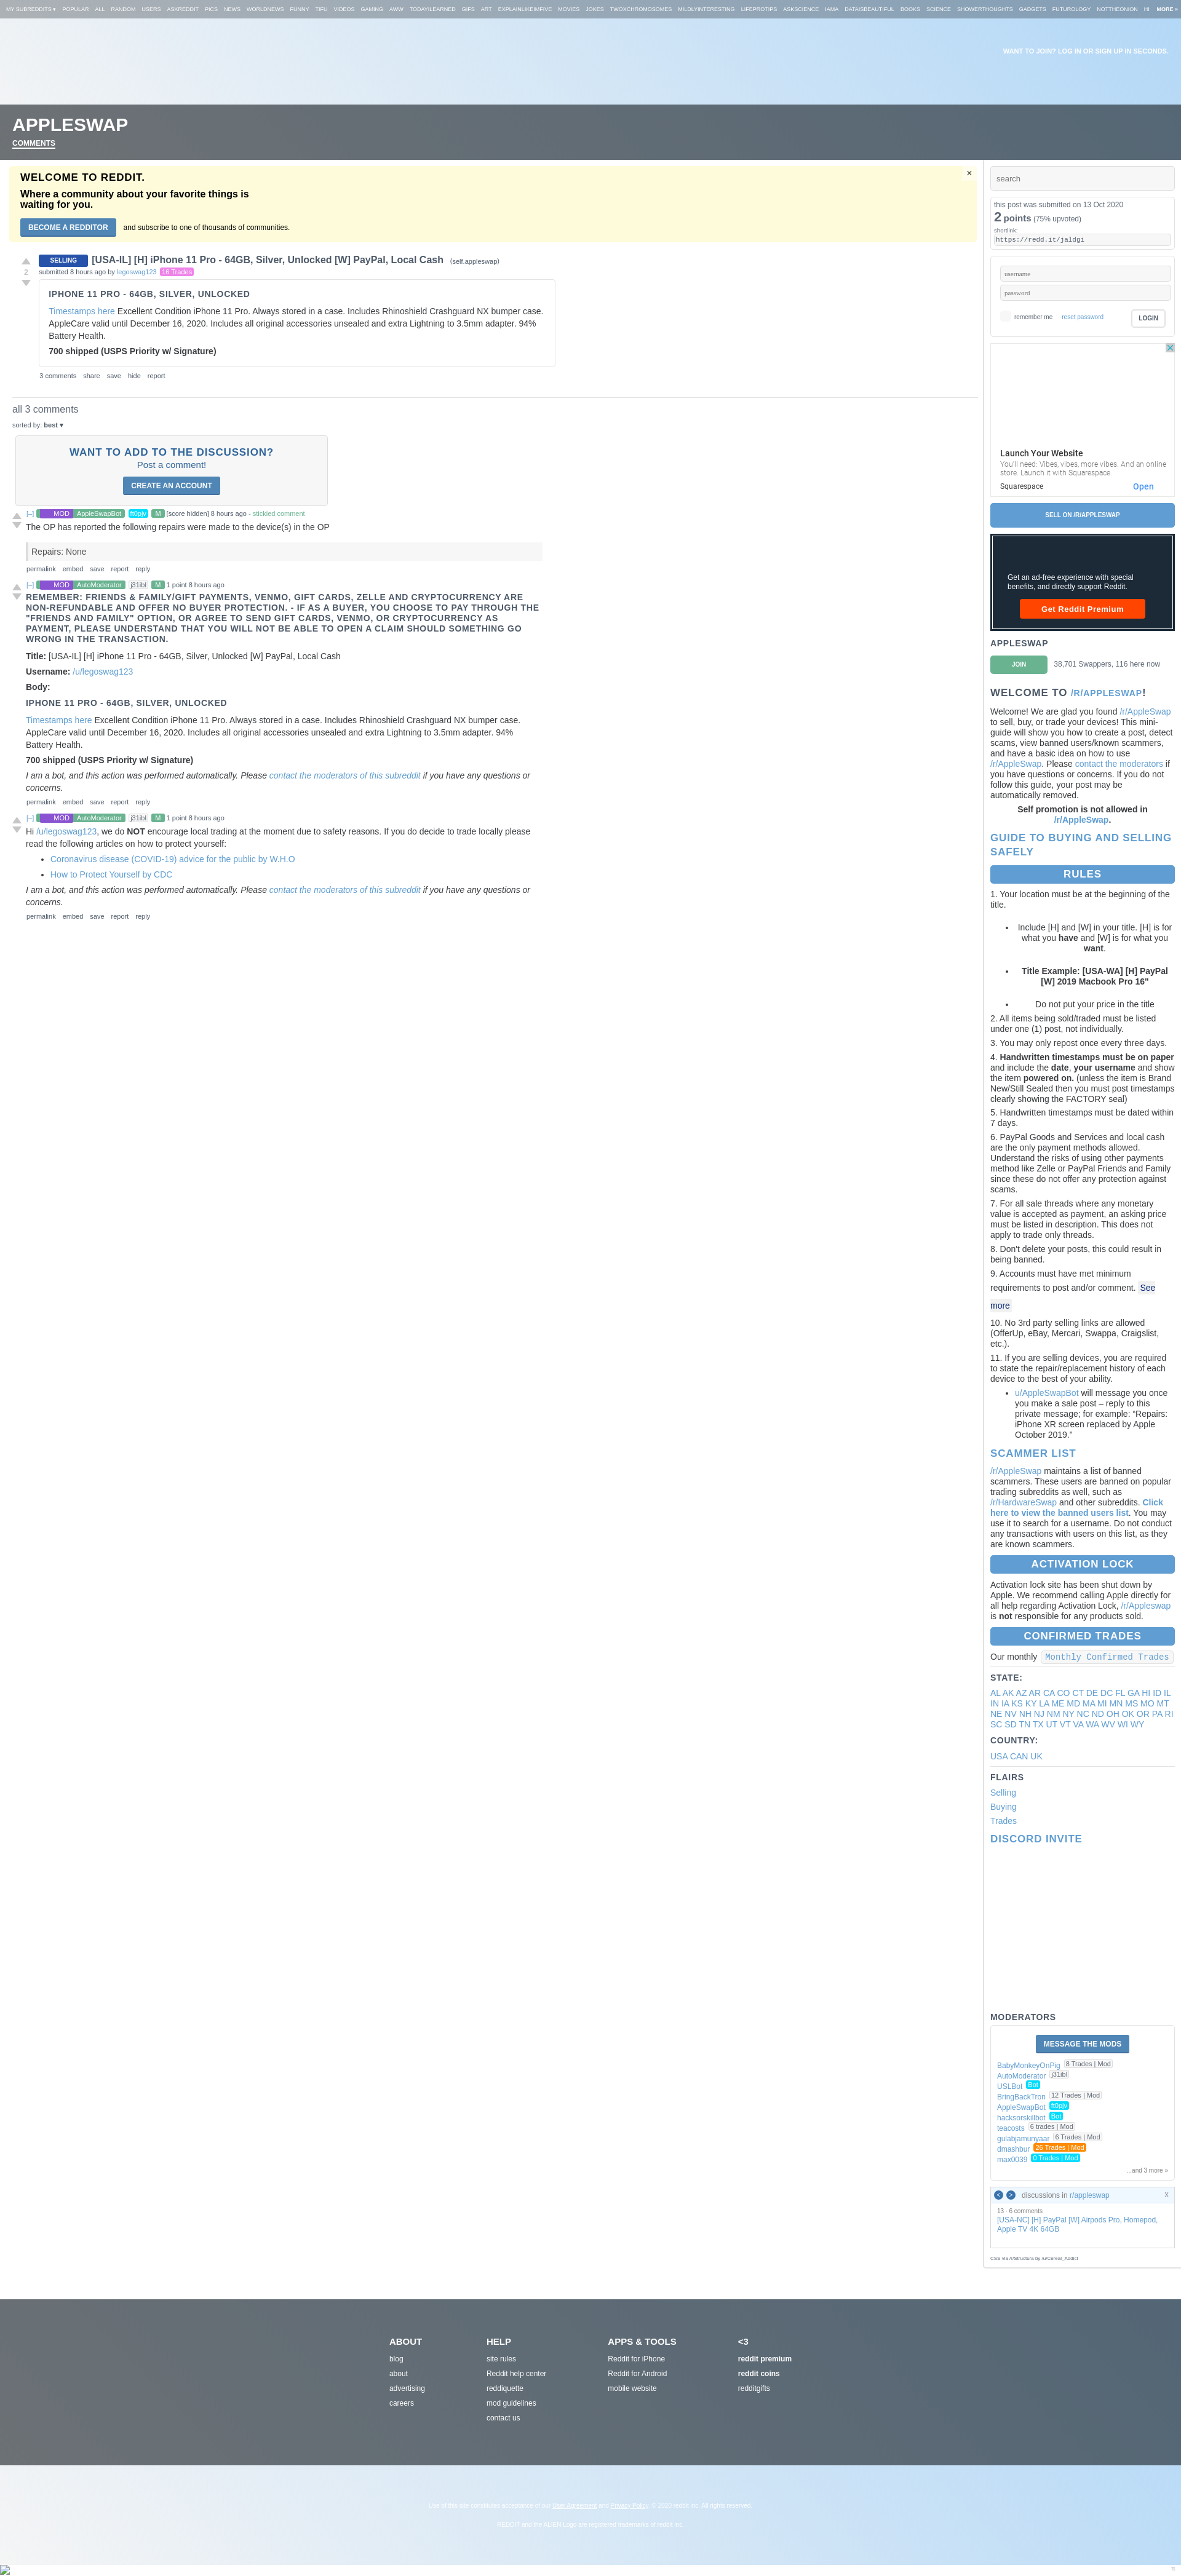 MY SUBREDDITS ▾ POPULAR ALL RANDOM USERS ASKREDDIT PICS NEWS WORLDNEWS FUNNY TIFU VIDEOS GAMING AWW TODAYILEARNED GIFS ART EXPLAINLIKEIMFIVE MOVIES JOKES TWOXCHROMOSOMES MILDLYINTERESTING LIFEPROTIPS ASKSCIENCE IAMA DATAISBEAUTIFUL BOOKS SCIENCE SHOWERTHOUGHTS GADGETS FUTUROLOGY NOTTHEONION HI MORE »
WANT TO JOIN? LOG IN OR SIGN UP IN SECONDS.
APPLESWAP
COMMENTS
WELCOME TO REDDIT.
×
Where a community about your favorite things is
waiting for you.
BECOME A REDDITOR and subscribe to one of thousands of communities.
SELLING [USA-IL] [H] iPhone 11 Pro - 64GB, Silver, Unlocked [W] PayPal, Local Cash (self.appleswap)
2 submitted 8 hours ago by legoswag123 16 Trades
IPHONE 11 PRO - 64GB, SILVER, UNLOCKED
Timestamps here Excellent Condition iPhone 11 Pro. Always stored in a case. Includes Rhinoshield Crashguard NX bumper case.
AppleCare valid until December 16, 2020. Includes all original accessories unsealed and extra Lightning to 3.5mm adapter. 94%
Battery Health.
700 shipped (USPS Priority w/ Signature)
3 comments share save hide report
all 3 comments
sorted by: best ▾
WANT TO ADD TO THE DISCUSSION?
Post a comment!
CREATE AN ACCOUNT
[–] MOD AppleSwapBot ft0pjv M [score hidden] 8 hours ago - stickied comment
The OP has reported the following repairs were made to the device(s) in the OP
Repairs: None
permalink embed save report reply
[–] MOD AutoModerator j31ibl M 1 point 8 hours ago
REMEMBER: FRIENDS & FAMILY/GIFT PAYMENTS, VENMO, GIFT CARDS, ZELLE AND CRYPTOCURRENCY ARE
NON-REFUNDABLE AND OFFER NO BUYER PROTECTION. - IF AS A BUYER, YOU CHOOSE TO PAY THROUGH THE
"FRIENDS AND FAMILY" OPTION, OR AGREE TO SEND GIFT CARDS, VENMO, OR CRYPTOCURRENCY AS
PAYMENT, PLEASE UNDERSTAND THAT YOU WILL NOT BE ABLE TO OPEN A CLAIM SHOULD SOMETHING GO
WRONG IN THE TRANSACTION.
Title: [USA-IL] [H] iPhone 11 Pro - 64GB, Silver, Unlocked [W] PayPal, Local Cash
Username: /u/legoswag123
Body:
IPHONE 11 PRO - 64GB, SILVER, UNLOCKED
Timestamps here Excellent Condition iPhone 11 Pro. Always stored in a case. Includes Rhinoshield Crashguard NX bumper case.
AppleCare valid until December 16, 2020. Includes all original accessories unsealed and extra Lightning to 3.5mm adapter. 94%
Battery Health.
700 shipped (USPS Priority w/ Signature)
I am a bot, and this action was performed automatically. Please contact the moderators of this subreddit if you have any questions or
concerns.
permalink embed save report reply
[–] MOD AutoModerator j31ibl M 1 point 8 hours ago
Hi /u/legoswag123, we do NOT encourage local trading at the moment due to safety reasons. If you do decide to trade locally please
read the following articles on how to protect yourself:
• Coronavirus disease (COVID-19) advice for the public by W.H.O
• How to Protect Yourself by CDC
I am a bot, and this action was performed automatically. Please contact the moderators of this subreddit if you have any questions or
concerns.
permalink embed save report reply
search
this post was submitted on 13 Oct 2020
2 points (75% upvoted)
shortlink:
https://redd.it/jaldgi
username
password
remember me reset password LOGIN
Launch Your Website
You'll need: Vibes, vibes, more vibes. And an online
store. Launch it with Squarespace.
Squarespace Open
SELL ON /R/APPLESWAP
Get an ad-free experience with special
benefits, and directly support Reddit.
Get Reddit Premium
APPLESWAP
JOIN 38,701 Swappers, 116 here now
WELCOME TO /R/APPLESWAP!
Welcome! We are glad you found /r/AppleSwap
to sell, buy, or trade your devices! This mini-
guide will show you how to create a post, detect
scams, view banned users/known scammers,
and have a basic idea on how to use
/r/AppleSwap. Please contact the moderators if
you have questions or concerns. If you do not
follow this guide, your post may be
automatically removed.
Self promotion is not allowed in
/r/AppleSwap.
GUIDE TO BUYING AND SELLING
SAFELY
RULES
1. Your location must be at the beginning of the
title.
• Include [H] and [W] in your title. [H] is for
what you have and [W] is for what you
want.
• Title Example: [USA-WA] [H] PayPal
[W] 2019 Macbook Pro 16"
• Do not put your price in the title
2. All items being sold/traded must be listed
under one (1) post, not individually.
3. You may only repost once every three days.
4. Handwritten timestamps must be on paper
and include the date, your username and show
the item powered on. (unless the item is Brand
New/Still Sealed then you must post timestamps
clearly showing the FACTORY seal)
5. Handwritten timestamps must be dated within
7 days.
6. PayPal Goods and Services and local cash
are the only payment methods allowed.
Understand the risks of using other payments
method like Zelle or PayPal Friends and Family
since these do not offer any protection against
scams.
7. For all sale threads where any monetary
value is accepted as payment, an asking price
must be listed in description. This does not
apply to trade only threads.
8. Don't delete your posts, this could result in
being banned.
9. Accounts must have met minimum
requirements to post and/or comment. See
more
10. No 3rd party selling links are allowed
(OfferUp, eBay, Mercari, Swappa, Craigslist,
etc.).
11. If you are selling devices, you are required
to state the repair/replacement history of each
device to the best of your ability.
• u/AppleSwapBot will message you once
you make a sale post – reply to this
private message; for example: “Repairs:
iPhone XR screen replaced by Apple
October 2019.”
SCAMMER LIST
/r/AppleSwap maintains a list of banned
scammers. These users are banned on popular
trading subreddits as well, such as
/r/HardwareSwap and other subreddits. Click
here to view the banned users list. You may
use it to search for a username. Do not conduct
any transactions with users on this list, as they
are known scammers.
ACTIVATION LOCK
Activation lock site has been shut down by
Apple. We recommend calling Apple directly for
all help regarding Activation Lock, /r/Appleswap
is not responsible for any products sold.
CONFIRMED TRADES
Our monthly Monthly Confirmed Trades
STATE:
AL AK AZ AR CA CO CT DE DC FL GA HI ID IL
IN IA KS KY LA ME MD MA MI MN MS MO MT
NE NV NH NJ NM NY NC ND OH OK OR PA RI
SC SD TN TX UT VT VA WA WV WI WY
COUNTRY:
USA CAN UK
FLAIRS
Selling
Buying
Trades
DISCORD INVITE
MODERATORS
MESSAGE THE MODS
BabyMonkeyOnPig 8 Trades | Mod
AutoModerator j31ibl
USLBot Bot
BringBackTron 12 Trades | Mod
AppleSwapBot ft0pjv
hacksorskillbot Bot
teacosts 6 trades | Mod
gulabjamunyaar 6 Trades | Mod
dmashbur 26 Trades | Mod
max0039 0 Trades | Mod
...and 3 more »
< > discussions in r/appleswap X
13 · 6 comments
[USA-NC] [H] PayPal [W] Airpods Pro, Homepod,
Apple TV 4K 64GB
CSS via /r/Structura by /u/Cereal_Addict
ABOUT
blog
about
advertising
careers
HELP
site rules
Reddit help center
reddiquette
mod guidelines
contact us
APPS & TOOLS
Reddit for iPhone
Reddit for Android
mobile website
<3
reddit premium
reddit coins
redditgifts
Use of this site constitutes acceptance of our User Agreement and Privacy Policy. © 2020 reddit inc. All rights reserved.
REDDIT and the ALIEN Logo are registered trademarks of reddit inc.
π